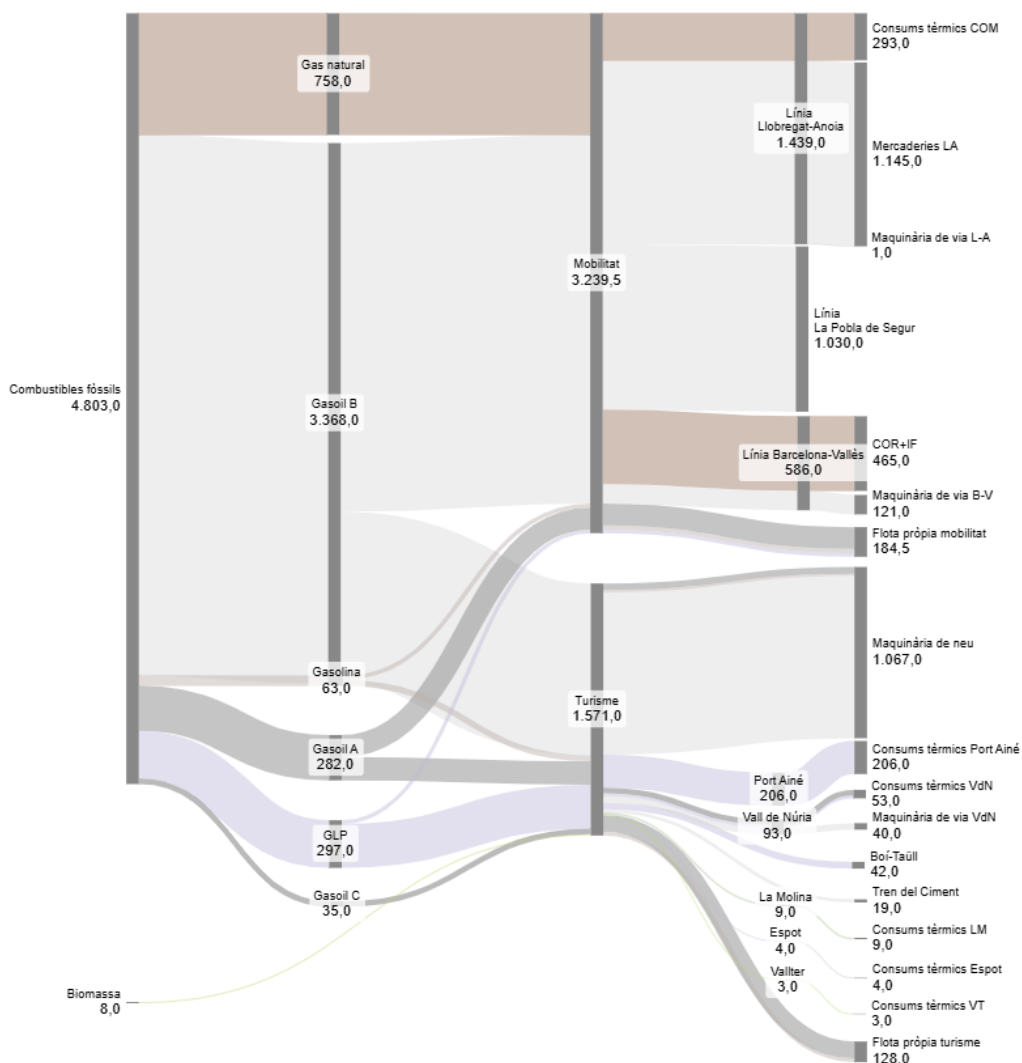 Combustibles fòssils
4.803,0
Biomassa
8,0
Gas natural
758,0
Gasoil B
3.368,0
Gasolina
63,0
Gasoil A
282,0
GLP
297,0
Gasoil C
35,0
Mobilitat
3.239,5
Turisme
1.571,0
Línia
Llobregat-Anoia
1.439,0
Línia
La Pobla de Segur
1.030,0
Línia Barcelona-Vallès
586,0
Port Ainé
206,0
Vall de Núria
93,0
La Molina
9,0
Espot
4,0
Vallter
3,0
Consums tèrmics COM
293,0
Mercaderies LA
1.145,0
Maquinària de via L-A
1,0
COR+IF
465,0
Maquinària de via B-V
121,0
Flota pròpia mobilitat
184,5
Maquinària de neu
1.067,0
Consums tèrmics Port Ainé
206,0
Consums tèrmics VdN
53,0
Maquinària de via VdN
40,0
Boí-Taüll
42,0
Tren del Ciment
19,0
Consums tèrmics LM
9,0
Consums tèrmics Espot
4,0
Consums tèrmics VT
3,0
Flota pròpia turisme
128,0